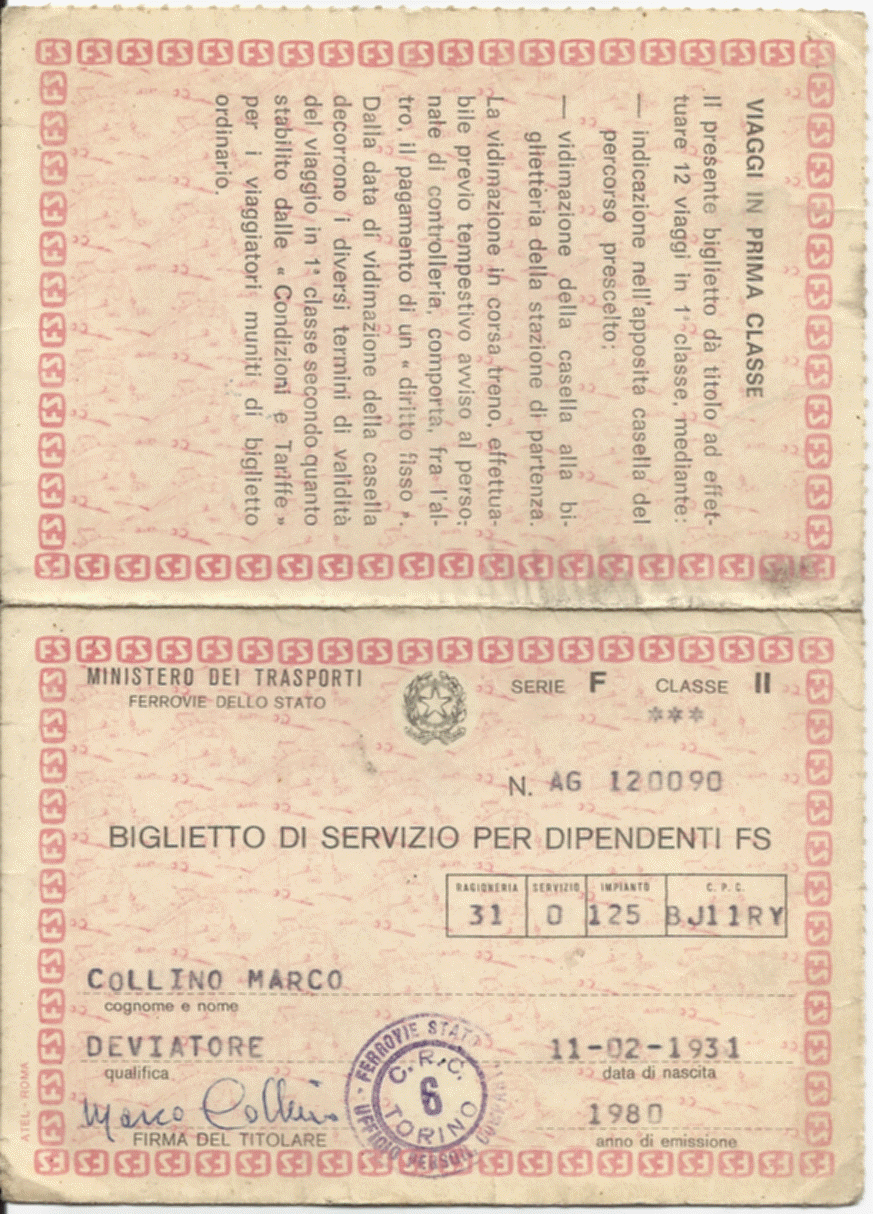 VIAGGI IN PRIMA CLASSE
Il presente biglietto dà titolo ad effet-
tuare 12 viaggi in 1ª classe, mediante:
— indicazione nell'apposita casella del
percorso prescelto:
— vidimazione della casella alla bi-
glietteria della stazione di partenza.
La vidimazione in corsa treno, effettua-
bile previo tempestivo avviso al perso-
nale di controlleria, comporta, fra l'al-
tro, il pagamento di un « diritto fisso ».
Dalla data di vidimazione della casella
decorrono i diversi termini di validità
del viaggio in 1ª classe secondo quanto
stabilito dalle « Condizioni e Tariffe »
per i viaggiatori muniti di biglietto
ordinario.
MINISTERO DEI TRASPORTI
FERROVIE DELLO STATO
SERIE F CLASSE II
***
N. AG 120090
BIGLIETTO DI SERVIZIO PER DIPENDENTI FS
RAGIONERIA SERVIZIO IMPIANTO C. P. C.
31 0 125 BJ11RY
COLLINO MARCO
cognome e nome
DEVIATORE 11-02-1931
qualifica data di nascita
Marco Collino 1980
FIRMA DEL TITOLARE anno di emissione
FERROVIE STATO
C.R.C.
6
TORINO
UFFICIO
ATEL - ROMA